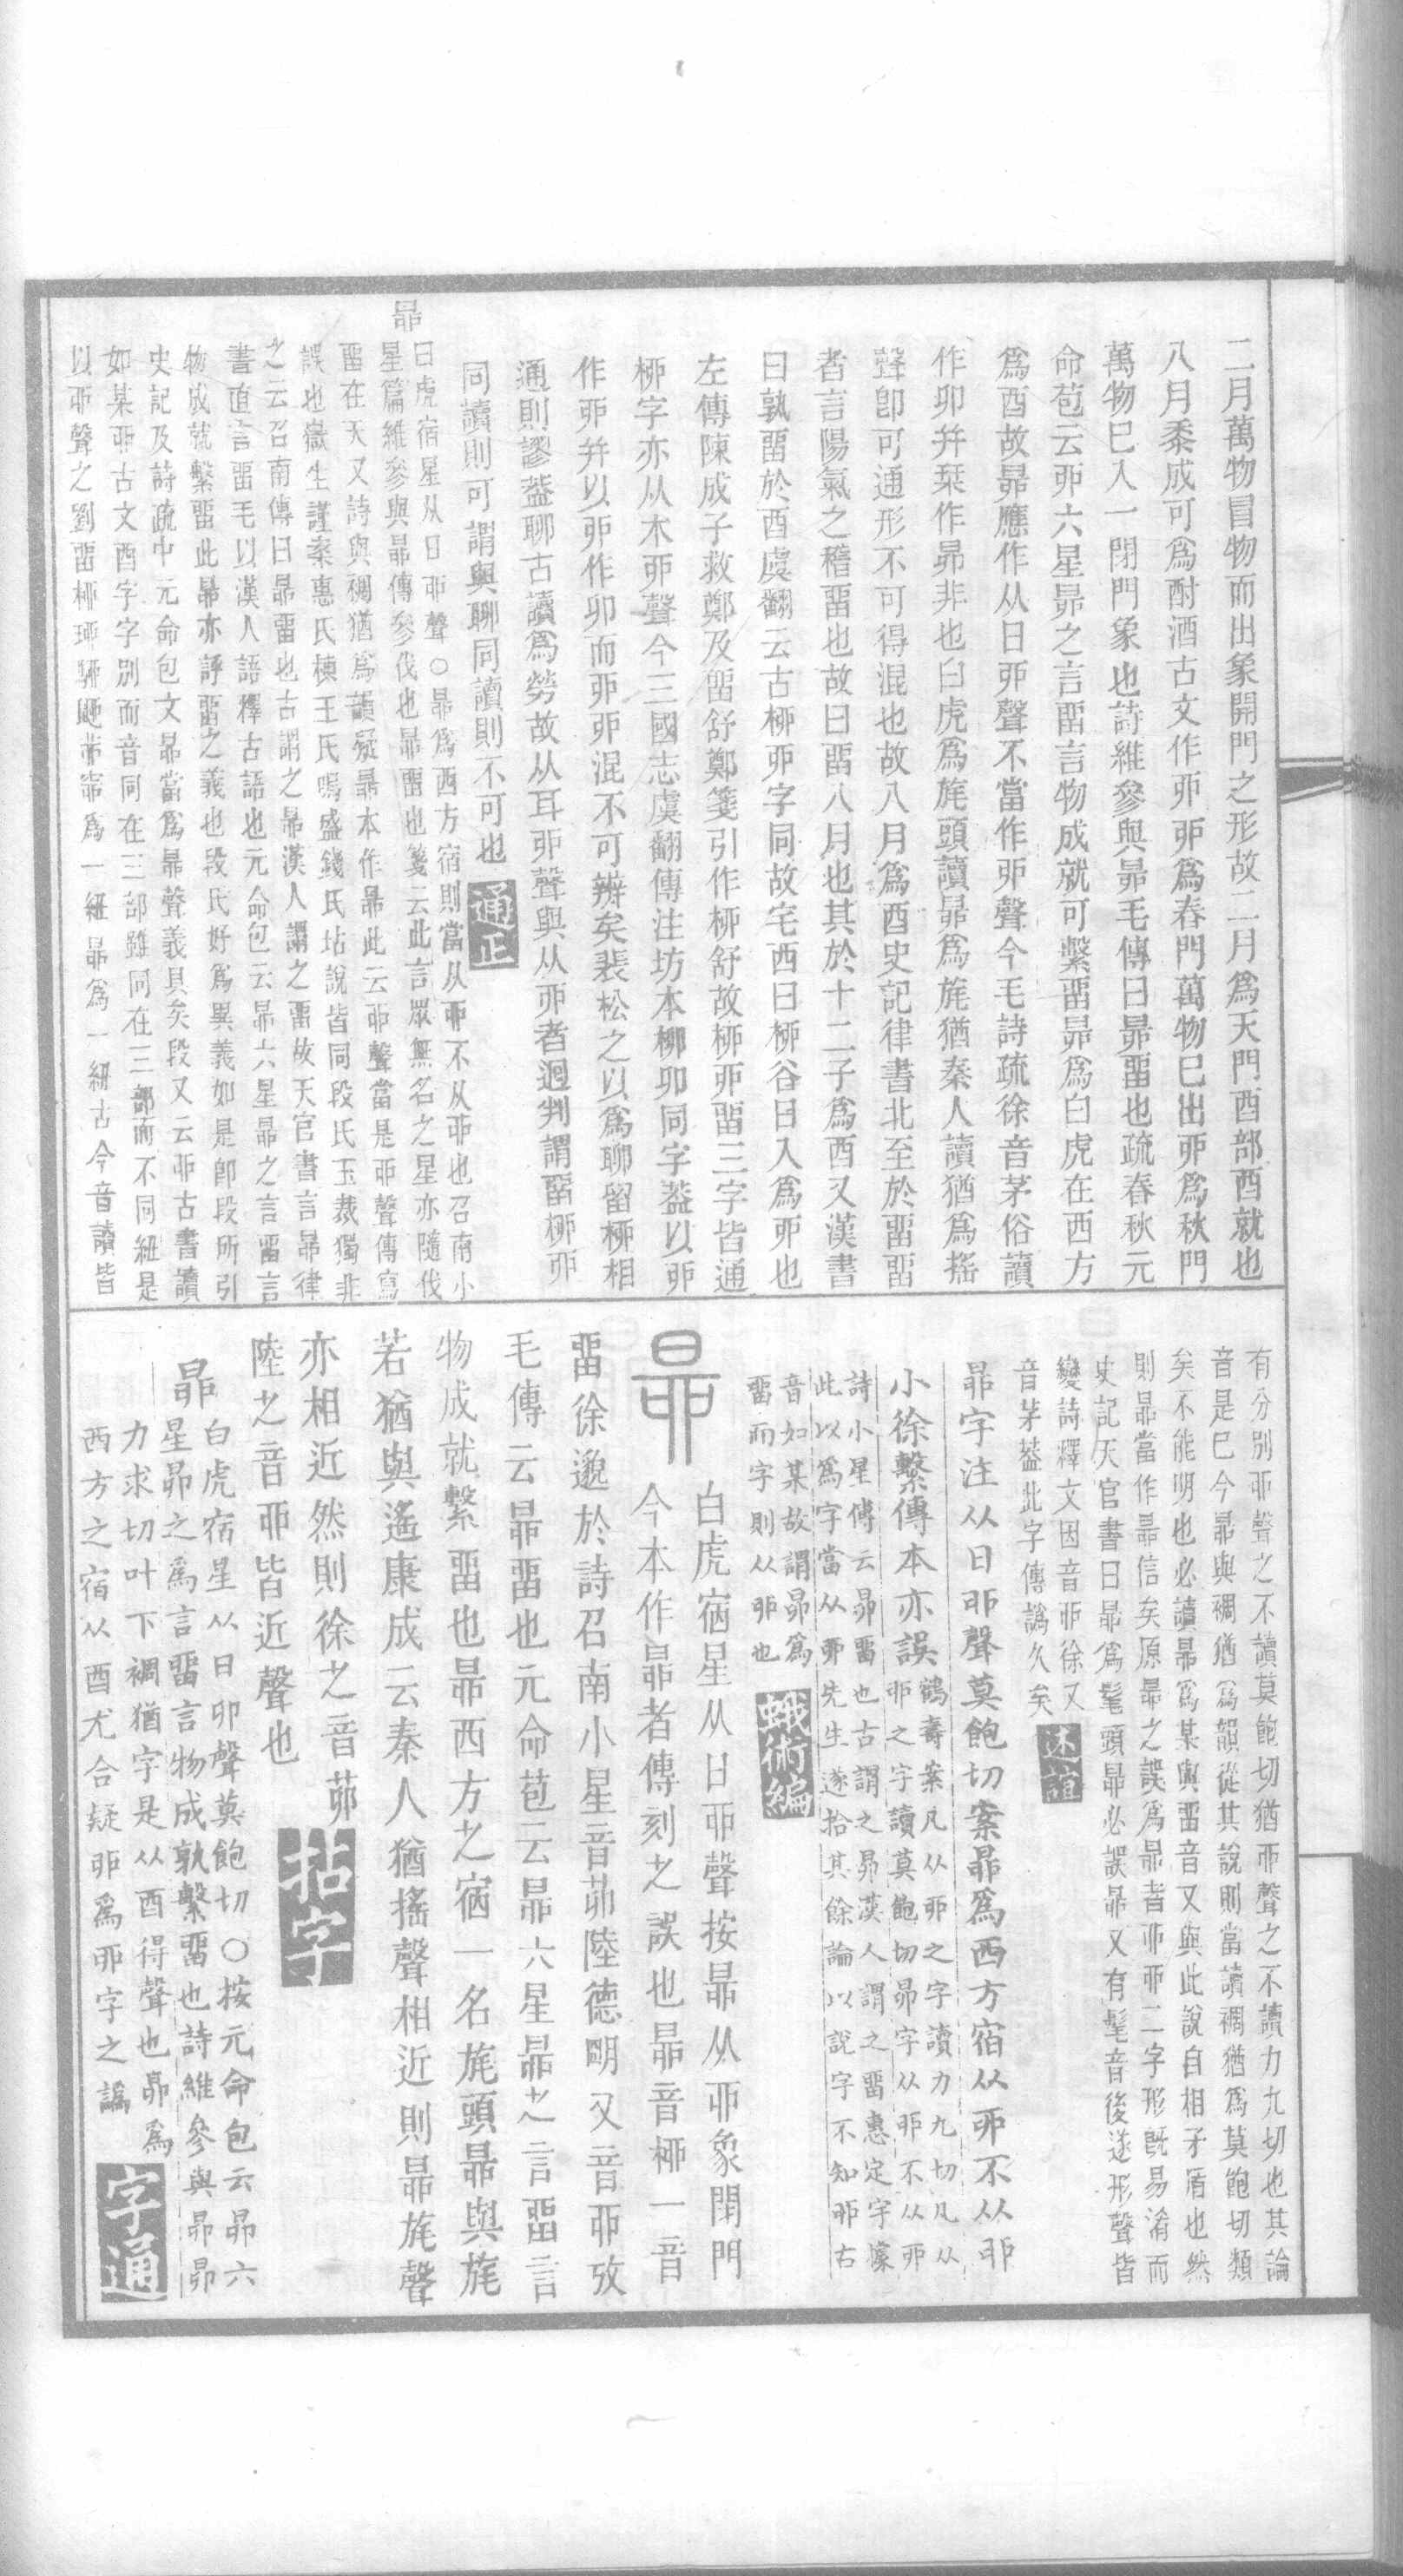 二月萬物冒物而出象開門之形故二月爲天門酉部酉就也
八月黍成可爲酎酒古文作丣丣爲春門萬物已出丣爲秋門
萬物已入一閉門象也詩維參與昴毛傳曰昴畱也疏春秋元
命苞云丣六星昴之言畱言物成就可繫畱昴爲白虎在西方
爲酉故昴應作从日丣聲不當作戼聲今毛詩疏徐音茅俗讀
作卯并栞作昴非也白虎爲旄頭讀昴爲旄猶秦人讀猶爲搖
聲卽可通形不可得混也故八月爲酉史記律書北至於畱畱
者言陽氣之稽畱也故曰畱八月也其於十二子爲酉又漢書
曰孰畱於酉虞翻云古桺丣字同故宅西曰桺谷日入爲丣也
左傳陳成子救鄭及畱舒鄭箋引作桺舒故桺丣畱三字皆通
桺字亦从木丣聲今三國志虞翻傳注坊本柳卯同字葢以丣
作戼并以戼作卯而丣戼混不可辨矣裴松之以爲聊留桺相
通則謬葢聊古讀爲勞故从耳戼聲與从丣者迥判謂畱桺丣
同讀則可謂與聊同讀則不可也 通正
昴 白虎宿星从日丣聲○昴爲西方宿則當从丣不从戼也召南小
星篇維參與昴傳參伐也昴畱也箋云此言眾無名之星亦隨伐
畱在天又詩與裯猶爲韻疑昴本作昴此云戼聲當是丣聲傳寫
誤也嶽生謹案惠氏棟王氏鳴盛錢氏坫說皆同段氏玉裁獨非
之云召南傳曰昴畱也古謂之昴漢人謂之畱故天官書言昴律
書直言畱毛以漢人語釋古語也元命包云昴六星昴之言畱言
物成就繫畱此昴亦評畱之義也段氏好爲異義如是卽段所引
史記及詩疏中元命包文昴當爲昴聲義具矣段又云丣古書讀
如某丣古文酉字字別而音同在三部雖同在三部而不同紐是
以丣聲之劉畱桺珋駵䬟茆窌爲一紐昴爲一紐古今音讀皆
有分別丣聲之不讀莫飽切猶戼聲之不讀力九切也其論
音是已今昴與裯猶爲韻從其說則當讀裯猶爲莫飽切類
矣不能明也必讀昴爲某與畱音又與此說自相矛盾也然
則昴當作昴信矣原昴之誤爲昴者丣戼二字形旣易淆而
史記天官書曰昴爲髦頭昴必誤昴又有髦音後遂形聲皆
變詩釋文因音戼徐又
音茅葢此字傳譌久矣 述誼
昴字注从日戼聲莫飽切案昴爲西方宿从丣不从戼
小徐繫傳本亦誤 鶴壽案凡从丣之字讀力九切凡从
戼之字讀莫飽切昴字从戼不从丣
詩小星傳云昴畱也古謂之昴漢人謂之畱惠定宇據
此以爲字當从丣先生遂拾其餘論以說字不知戼古
音如某故謂昴爲
畱而字則从戼也 蛾術編
昴 白虎宿星从日丣聲按昴从丣象閉門
今本作昴者傳刻之誤也昴音桺一音
畱徐邈於詩召南小星音茆陸德明又音戼攷
毛傳云昴畱也元命苞云昴六星昴之言畱言
物成就繫畱也昴西方之宿一名旄頭昴與旄
若猶與遙康成云秦人猶搖聲相近則昴旄聲
亦相近然則徐之音茆
陸之音戼皆近聲也 拈字
昴 白虎宿星从日卯聲莫飽切○按元命包云昴六
星昴之爲言畱言物成孰繫畱也詩維參與昴昴
力求切叶下裯猶字是从酉得聲也昴爲
西方之宿从酉尤合疑丣爲戼字之譌 字通